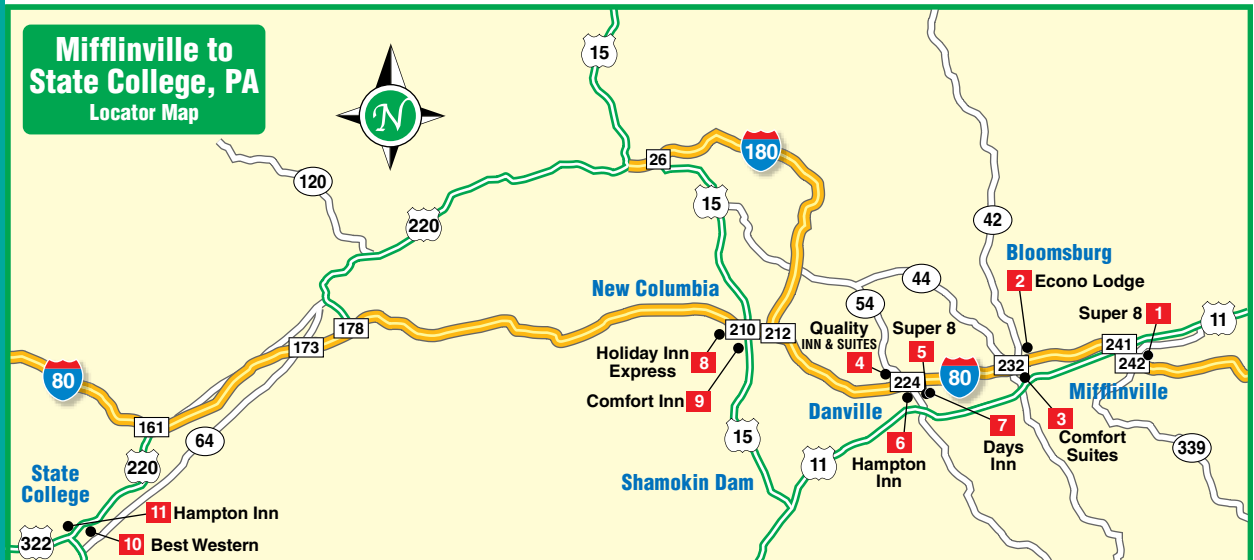 Mifflinville to
State College, PA
Locator Map
N
15
120
220
26
180
15
42
Bloomsburg
2 Econo Lodge
44
54
New Columbia
Super 8 1
11
178
173
210
212
Quality
INN & SUITES
4
Super 8
5
241
242
Holiday Inn
Express
8
232
80
80
224
Mifflinville
Comfort Inn 9
Danville
161
64
15
6
Hampton
Inn
7
Days
Inn
3
Comfort
Suites
339
220
State
College
11
Shamokin Dam
11 Hampton Inn
322
10 Best Western